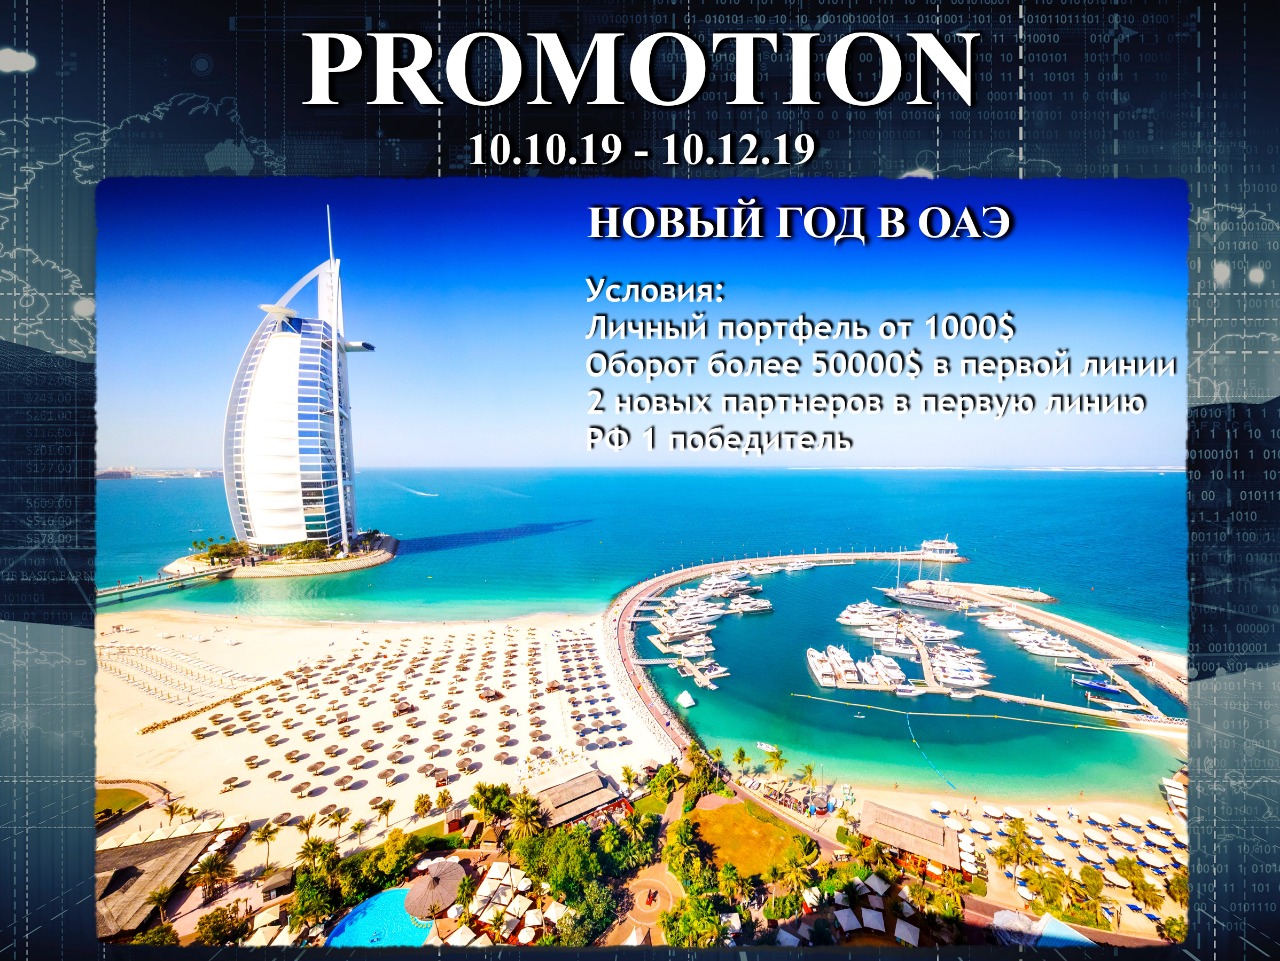 PROMOTION
10.10.19 - 10.12.19
НОВЫЙ ГОД В ОАЭ
Условия:
Личный портфель от 1000$
Оборот более 50000$ в первой линии
2 новых партнеров в первую линию
РФ 1 победитель